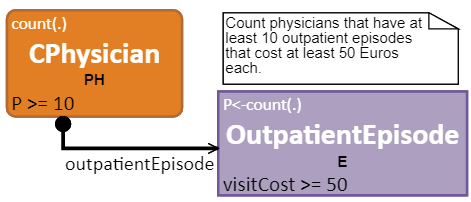 count(.)
CPhysician
PH
P >= 10
Count physicians that have at
least 10 outpatient episodes
that cost at least 50 Euros
each.
outpatientEpisode
P<-count(.)
OutpatientEpisode
E
visitCost >= 50